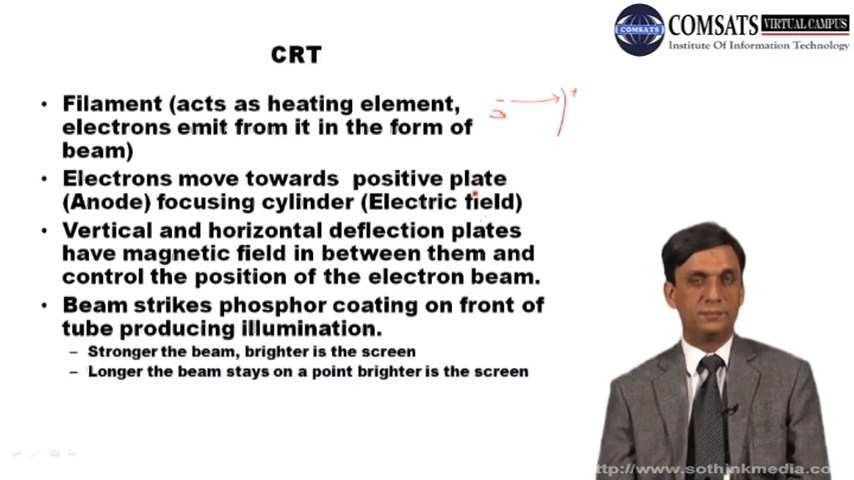 COMSATS VIRTUAL CAMPUS
COMSATS
Institute Of Information Technology
CRT
• Filament (acts as heating element,
electrons emit from it in the form of
beam)
• Electrons move towards positive plate
(Anode) focusing cylinder (Electric field)
• Vertical and horizontal deflection plates
have magnetic field in between them and
control the position of the electron beam.
• Beam strikes phosphor coating on front of
tube producing illumination.
– Stronger the beam, brighter is the screen
– Longer the beam stays on a point brighter is the screen
ttp://www.sothinkmedia.co